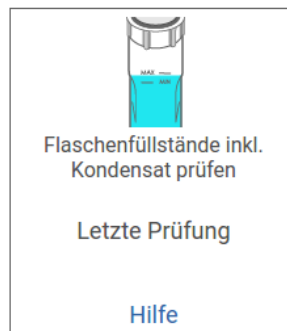 MAX
MIN
Flaschenfüllstände inkl.
Kondensat prüfen
Letzte Prüfung
Hilfe